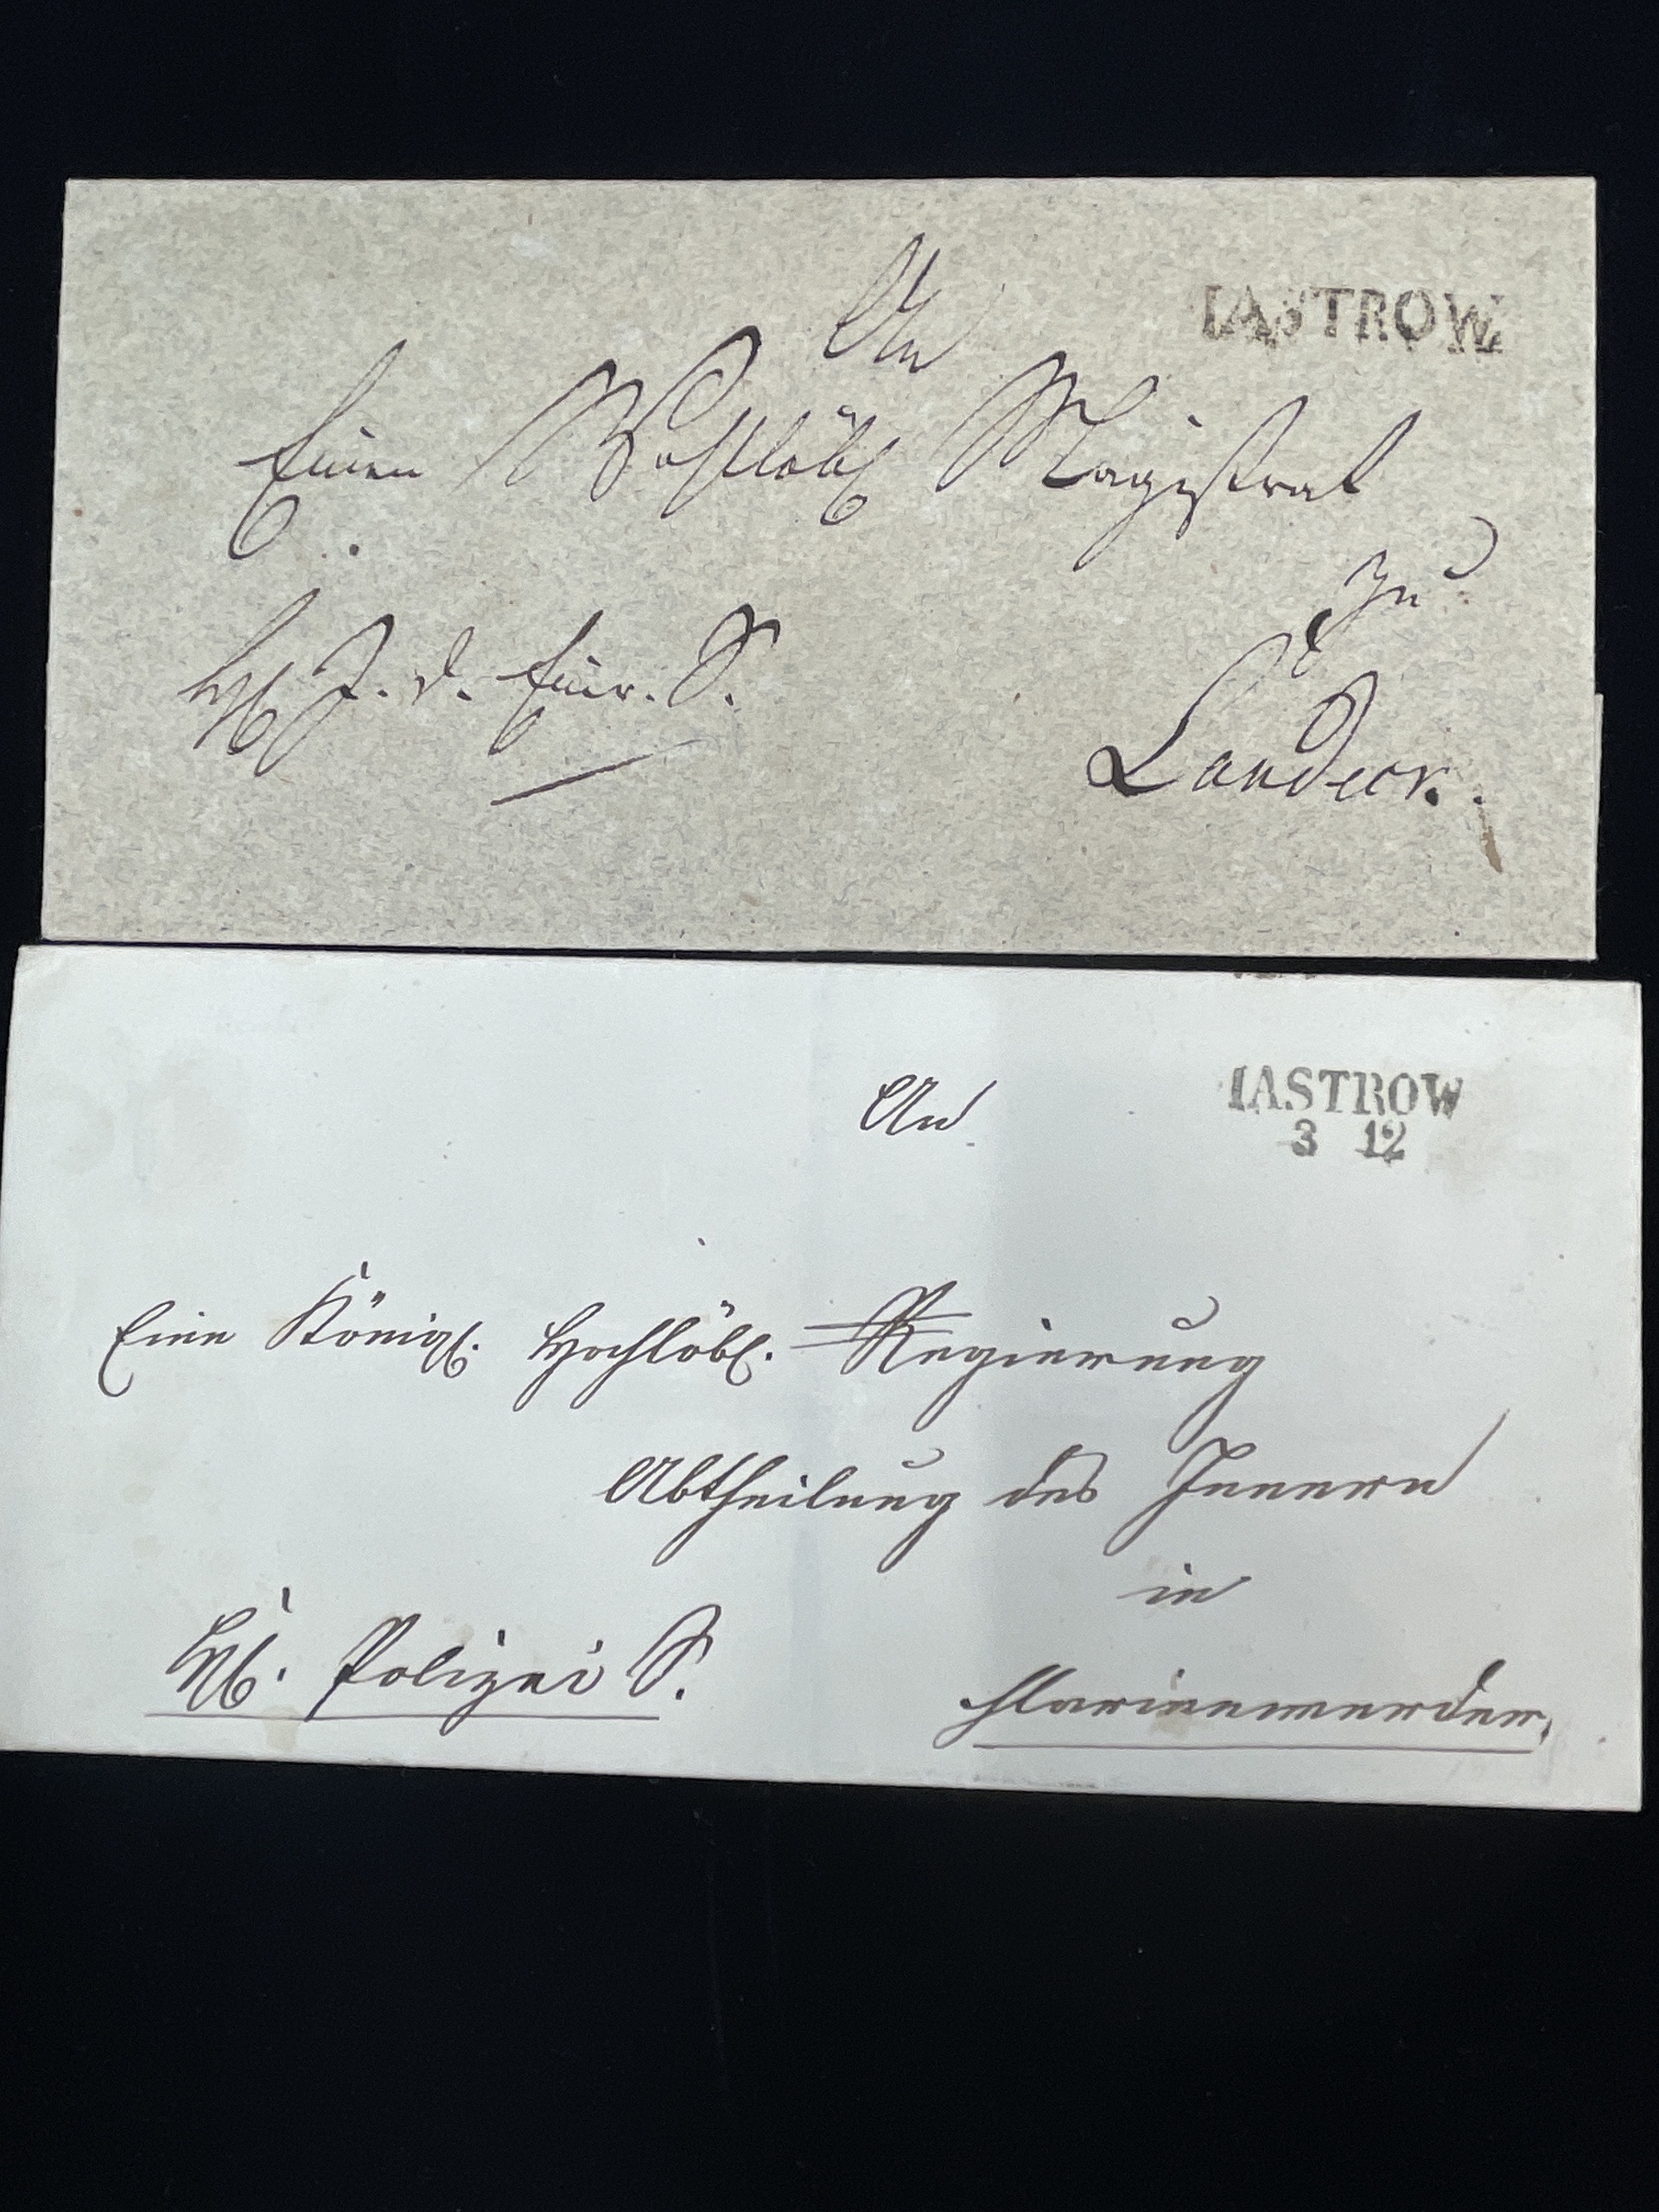 IASTROW
An
Einen Wohllöbl Magistrat
zu
J. d. Einr. S.
Landeck.
IASTROW
3 12
An
Eine Königl. Hochlöbl. Regierung
Abtheilung des Innern
in
Polizei S.
Marienwerder.